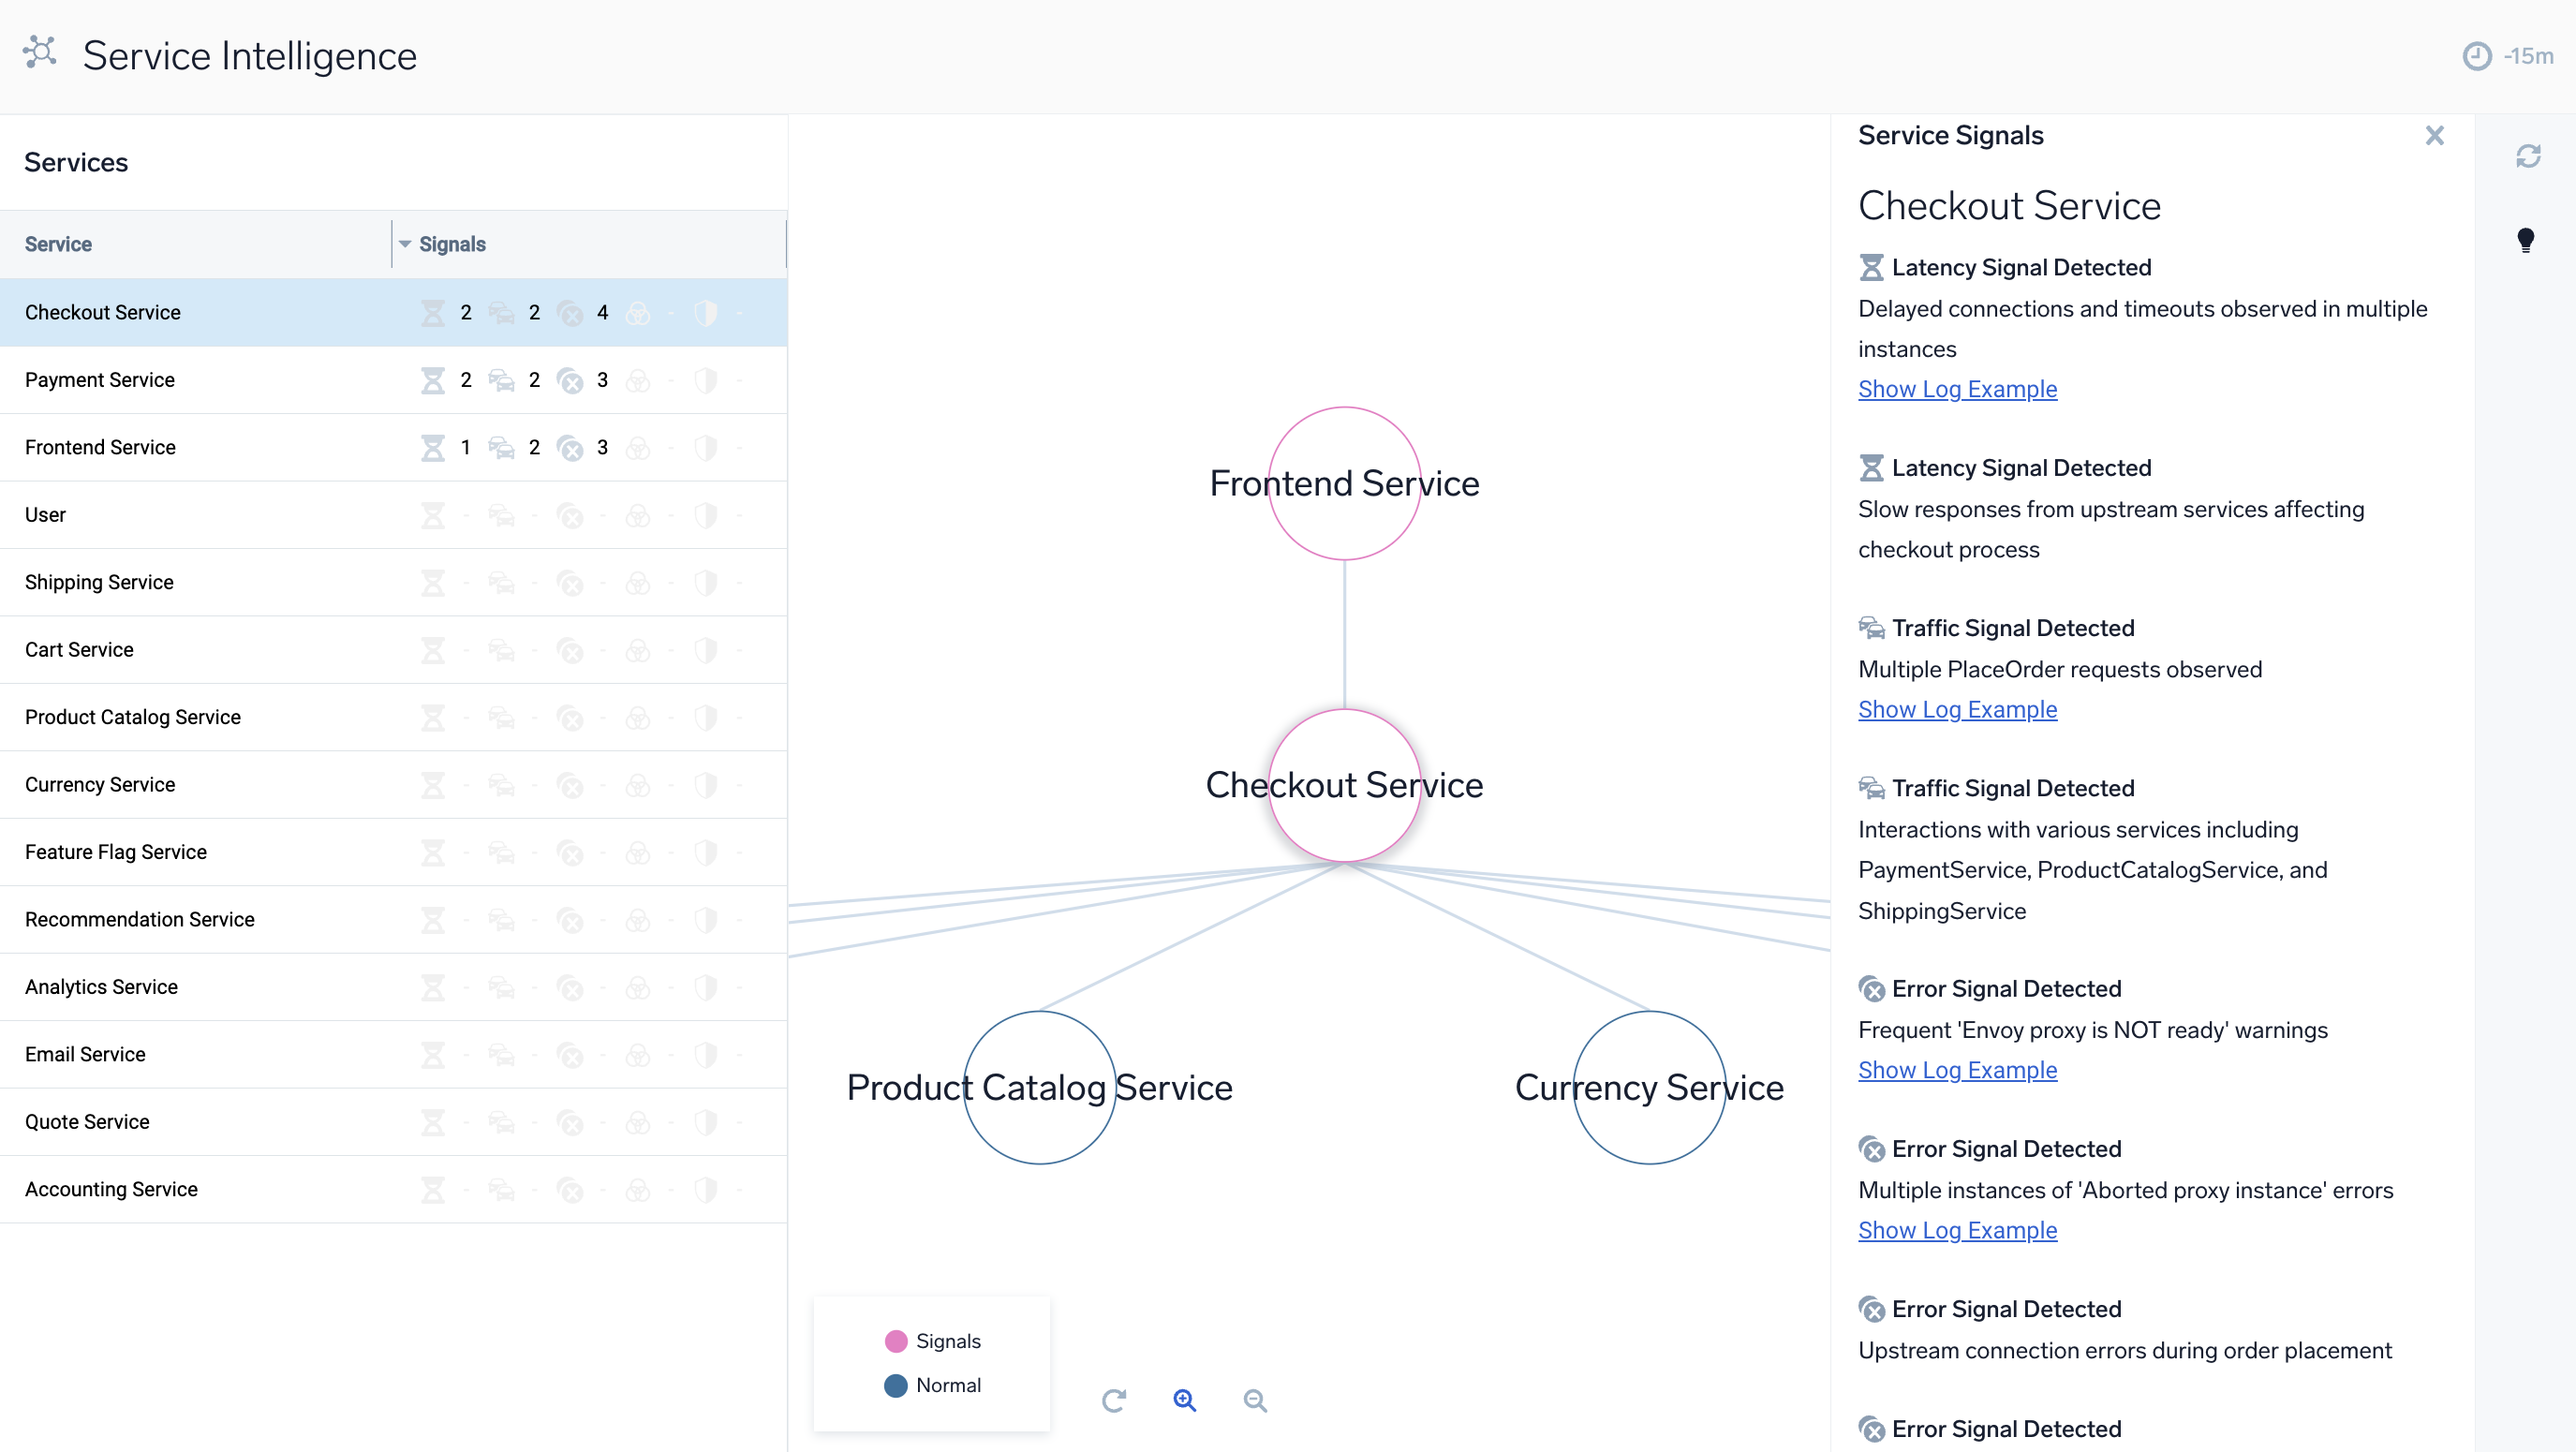 Service Intelligence
-15m
Services
Service
Signals
Checkout Service 2 2 4 - -
Payment Service 2 2 3 - -
Frontend Service 1 2 3 - -
User - - - - -
Shipping Service - - - - -
Cart Service - - - - -
Product Catalog Service - - - - -
Currency Service - - - - -
Feature Flag Service - - - - -
Recommendation Service - - - - -
Analytics Service - - - - -
Email Service - - - - -
Quote Service - - - - -
Accounting Service - - - - -
Frontend Service
Checkout Service
Product Catalog Service
Currency Service
Signals
Normal
Service Signals
Checkout Service
Latency Signal Detected
Delayed connections and timeouts observed in multiple
instances
Show Log Example
Latency Signal Detected
Slow responses from upstream services affecting
checkout process
Traffic Signal Detected
Multiple PlaceOrder requests observed
Show Log Example
Traffic Signal Detected
Interactions with various services including
PaymentService, ProductCatalogService, and
ShippingService
Error Signal Detected
Frequent 'Envoy proxy is NOT ready' warnings
Show Log Example
Error Signal Detected
Multiple instances of 'Aborted proxy instance' errors
Show Log Example
Error Signal Detected
Upstream connection errors during order placement
Error Signal Detected